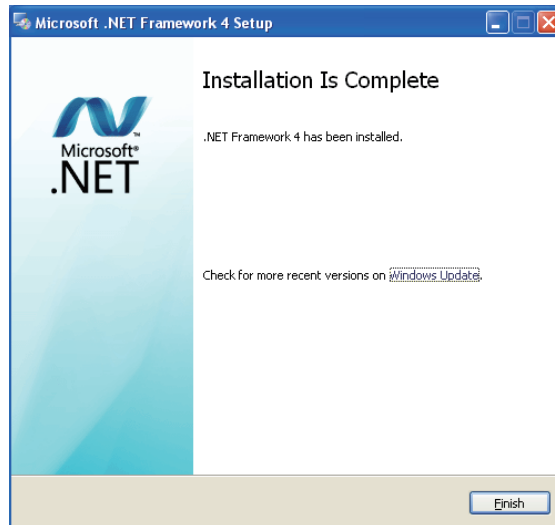 Microsoft .NET Framework 4 Setup
Installation Is Complete
.NET Framework 4 has been installed.
Microsoft®
.NET™
Check for more recent versions on Windows Update.
Finish